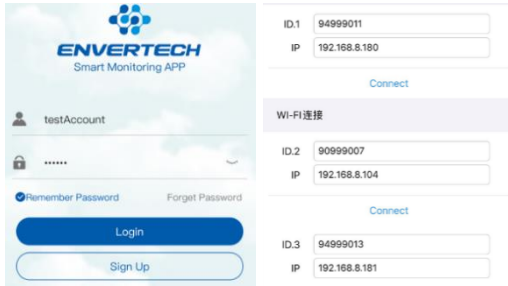 ENVERTECH
Smart Monitoring APP
testAccount
••••••
Remember Password Forget Password
Login
Sign Up
ID.1 94999011
IP 192.168.8.180
Connect
WI-FI连接
ID.2 90999007
IP 192.168.8.104
Connect
ID.3 94999013
IP 192.168.8.181